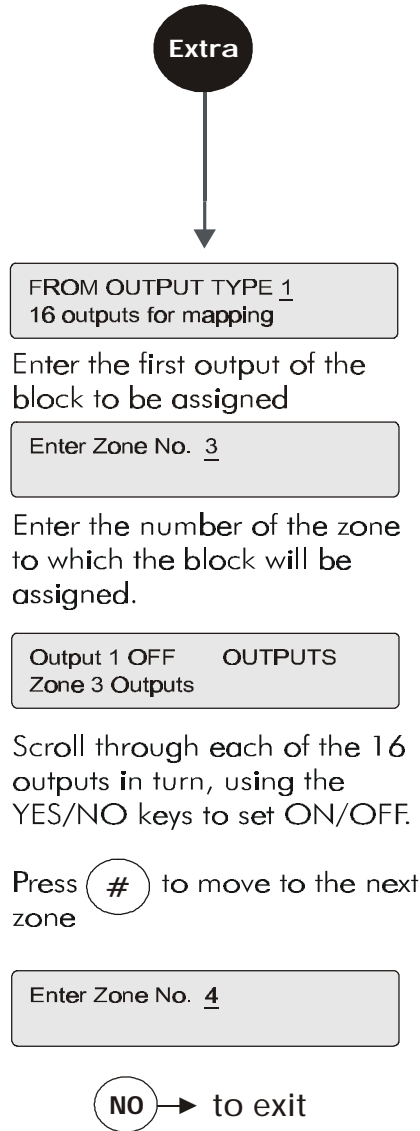 Extra
FROM OUTPUT TYPE 1
16 outputs for mapping
Enter the first output of the
block to be assigned
Enter Zone No. 3
Enter the number of the zone
to which the block will be
assigned.
Output 1 OFF OUTPUTS
Zone 3 Outputs
Scroll through each of the 16
outputs in turn, using the
YES/NO keys to set ON/OFF.
Press # to move to the next
zone
Enter Zone No. 4
NO to exit